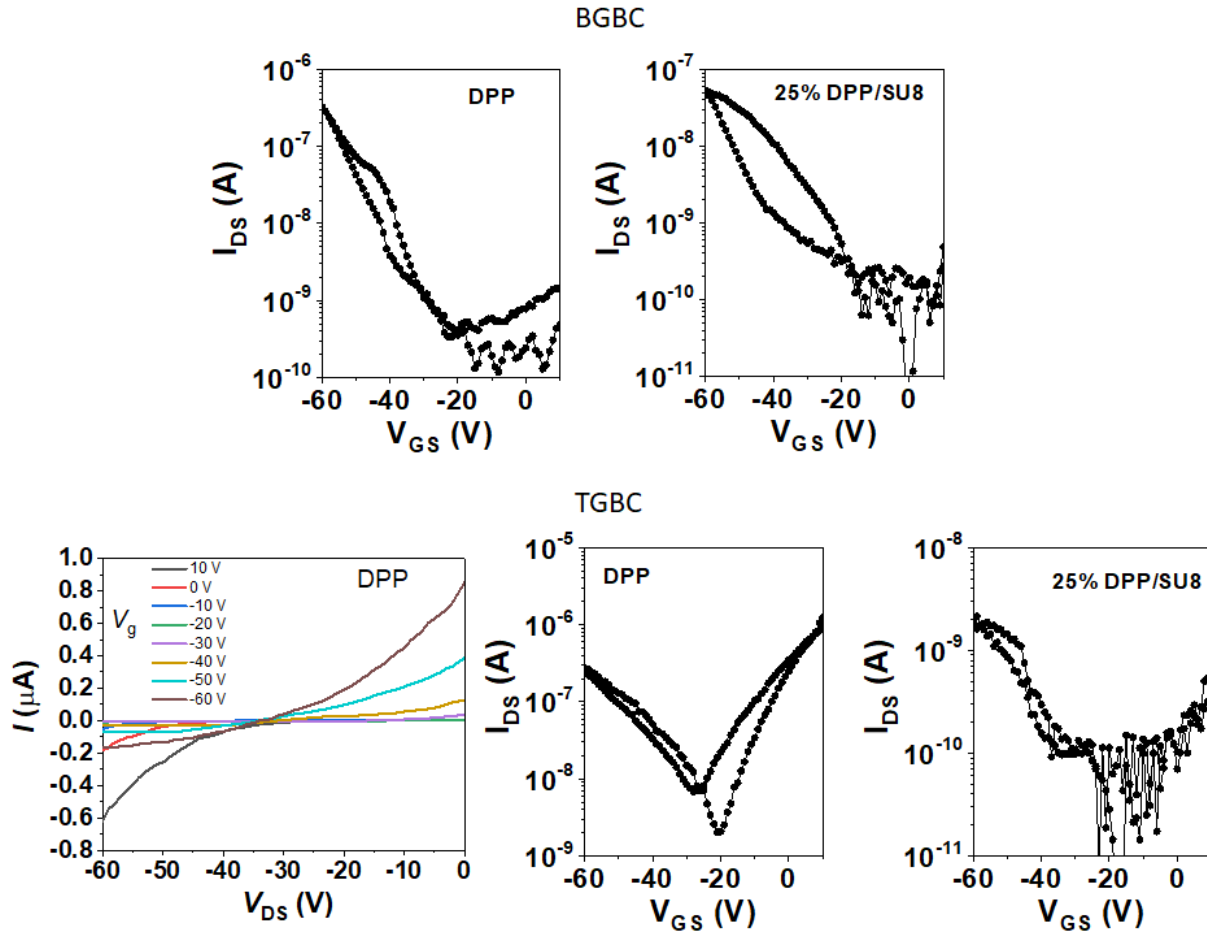 BGBC
10⁻⁶
10⁻⁷
10⁻⁸
10⁻⁹
10⁻¹⁰
I_DS (A)
DPP
-60 -40 -20 0
V_GS (V)
10⁻⁷
10⁻⁸
10⁻⁹
10⁻¹⁰
10⁻¹¹
I_DS (A)
25% DPP/SU8
-60 -40 -20 0
V_GS (V)
TGBC
1.0
0.8
0.6
0.4
0.2
0.0
-0.2
-0.4
-0.6
-0.8
I (μA)
V_g
10 V
0 V
-10 V
-20 V
-30 V
-40 V
-50 V
-60 V
DPP
-60 -50 -40 -30 -20 -10 0
V_DS (V)
10⁻⁵
10⁻⁶
10⁻⁷
10⁻⁸
10⁻⁹
I_DS (A)
DPP
-60 -40 -20 0
V_GS (V)
10⁻⁸
10⁻⁹
10⁻¹⁰
10⁻¹¹
I_DS (A)
25% DPP/SU8
-60 -40 -20 0
V_GS (V)